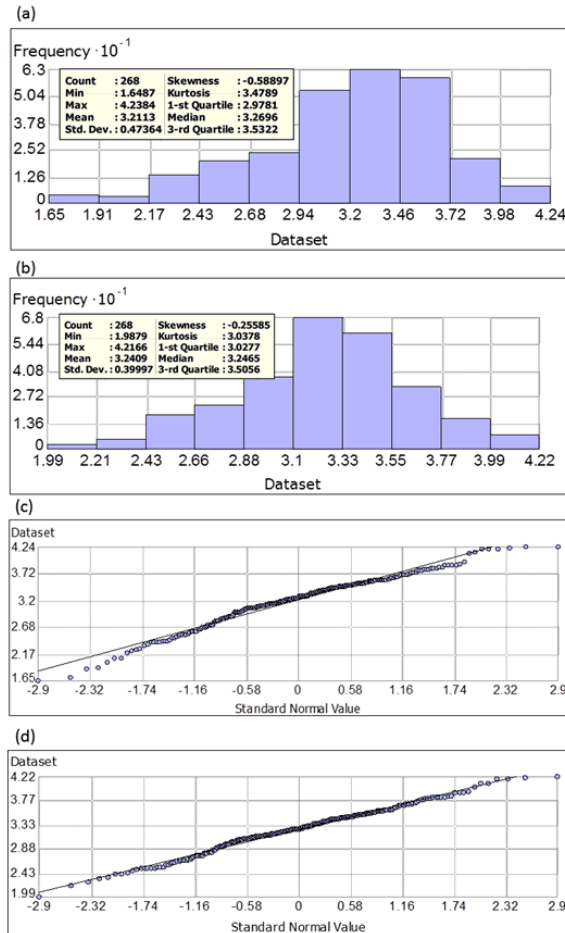 (a)
Frequency · 10⁻¹
6.3
5.04
3.78
2.52
1.26
0
Count : 268 Skewness : -0.58897
Min : 1.6487 Kurtosis : 3.4789
Max : 4.2384 1-st Quartile : 2.9781
Mean : 3.2113 Median : 3.2696
Std. Dev. : 0.47364 3-rd Quartile : 3.5322
1.65 1.91 2.17 2.43 2.68 2.94 3.2 3.46 3.72 3.98 4.24
Dataset
(b)
Frequency · 10⁻¹
6.8
5.44
4.08
2.72
1.36
0
Count : 268 Skewness : -0.25585
Min : 1.9879 Kurtosis : 3.0378
Max : 4.2166 1-st Quartile : 3.0277
Mean : 3.2409 Median : 3.2465
Std. Dev. : 0.39997 3-rd Quartile : 3.5056
1.99 2.21 2.43 2.66 2.88 3.1 3.33 3.55 3.77 3.99 4.22
Dataset
(c)
Dataset
4.24
3.72
3.2
2.68
2.17
1.65
-2.9 -2.32 -1.74 -1.16 -0.58 0 0.58 1.16 1.74 2.32 2.9
Standard Normal Value
(d)
Dataset
4.22
3.77
3.33
2.88
2.43
1.99
-2.9 -2.32 -1.74 -1.16 -0.58 0 0.58 1.16 1.74 2.32 2.9
Standard Normal Value